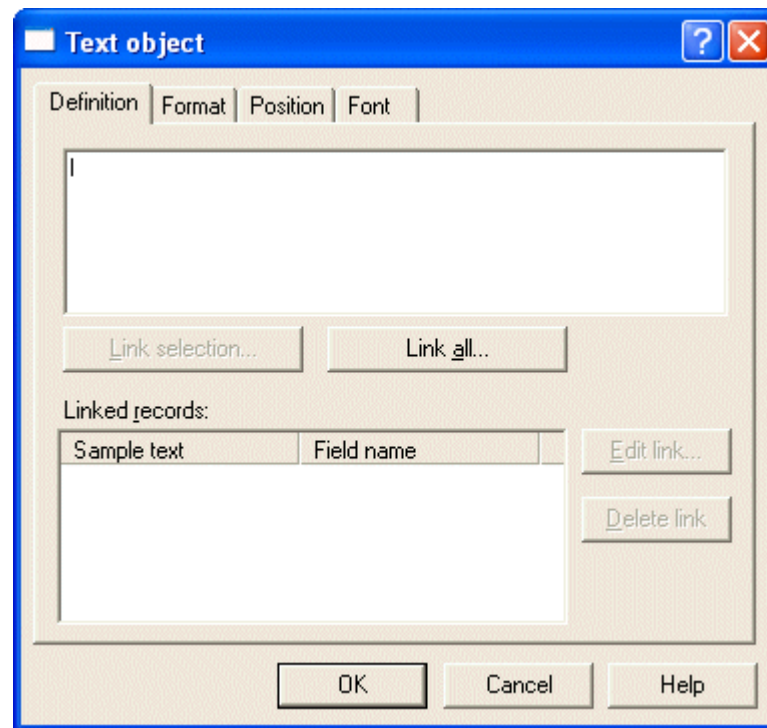 Text object
Definition Format Position Font
Link selection... Link all...
Linked records:
Sample text Field name
Edit link...
Delete link
OK Cancel Help